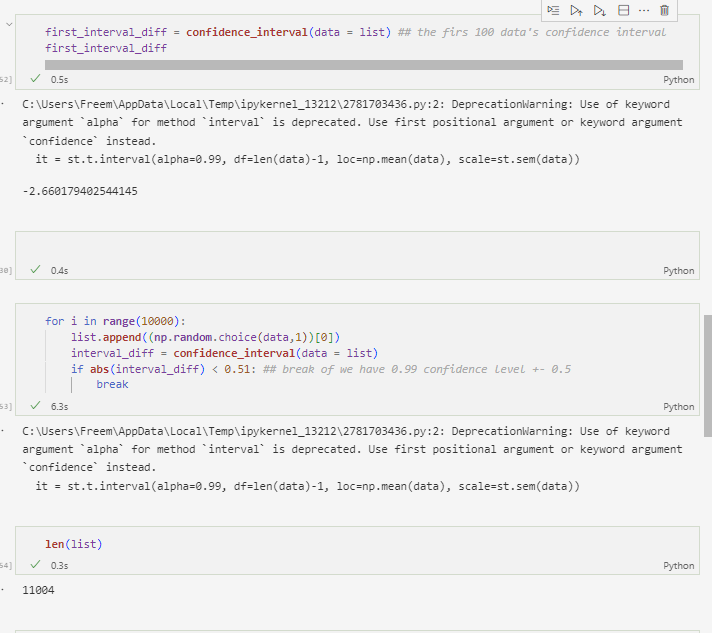 first_interval_diff = confidence_interval(data = list) ## the firs 100 data's confidence interval
first_interval_diff
52]
0.5s
Python
C:\Users\Freem\AppData\Local\Temp\ipykernel_13212\2781703436.py:2: DeprecationWarning: Use of keyword
argument `alpha` for method `interval` is deprecated. Use first positional argument or keyword argument
`confidence` instead.
it = st.t.interval(alpha=0.99, df=len(data)-1, loc=np.mean(data), scale=st.sem(data))
-2.660179402544145
30]
0.4s
Python
for i in range(10000):
list.append((np.random.choice(data,1))[0])
interval_diff = confidence_interval(data = list)
if abs(interval_diff) < 0.51: ## break of we have 0.99 confidence level +- 0.5
break
53]
6.3s
Python
C:\Users\Freem\AppData\Local\Temp\ipykernel_13212\2781703436.py:2: DeprecationWarning: Use of keyword
argument `alpha` for method `interval` is deprecated. Use first positional argument or keyword argument
`confidence` instead.
it = st.t.interval(alpha=0.99, df=len(data)-1, loc=np.mean(data), scale=st.sem(data))
len(list)
54]
0.3s
Python
11004